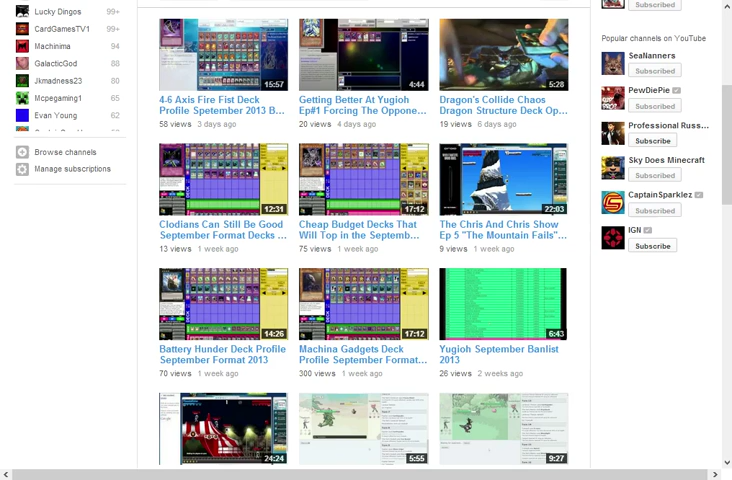 Lucky Dingos 99+
CardGamesTV1 99+
Machinima 94
GalacticGod 88
Jkmadness23 80
Mcpegaming1 65
Evan Young 62
Browse channels
Manage subscriptions
15:57
4-6 Axis Fire Fist Deck
Profile Spetember 2013 B...
58 views 3 days ago
4:44
Getting Better At Yugioh
Ep#1 Forcing The Oppone...
20 views 4 days ago
5:28
Dragon's Collide Chaos
Dragon Structure Deck Op...
19 views 6 days ago
12:31
Clodians Can Still Be Good
September Format Decks ...
13 views 1 week ago
17:12
Cheap Budget Decks That
Will Top in the Septemb...
75 views 1 week ago
22:03
The Chris And Chris Show
Ep 5 "The Mountain Fails"...
9 views 1 week ago
14:26
Battery Hunder Deck Profile
September Format 2013
70 views 1 week ago
17:12
Machina Gadgets Deck
Profile September Format...
300 views 1 week ago
6:43
Yugioh September Banlist
2013
26 views 2 weeks ago
24:24
5:55
9:27
Subscribed
Popular channels on YouTube
SeaNanners
Subscribed
PewDiePie
Subscribed
Professional Russ...
Subscribe
Sky Does Minecraft
Subscribed
CaptainSparklez
Subscribed
IGN
Subscribe